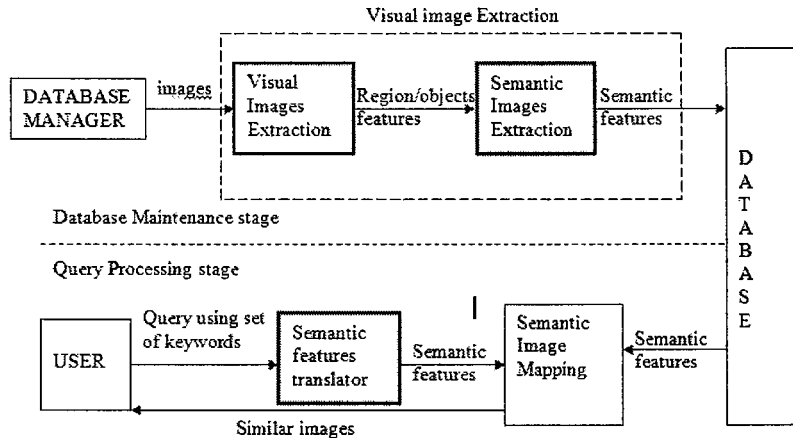 Visual image Extraction
DATABASE
MANAGER
images
Visual
Images
Extraction
Region/objects
features
Semantic
Images
Extraction
Semantic
features
DATABASE
Database Maintenance stage
Query Processing stage
USER
Query using set
of keywords
Semantic
features
translator
Semantic
features
Semantic
Image
Mapping
Semantic
features
Similar images